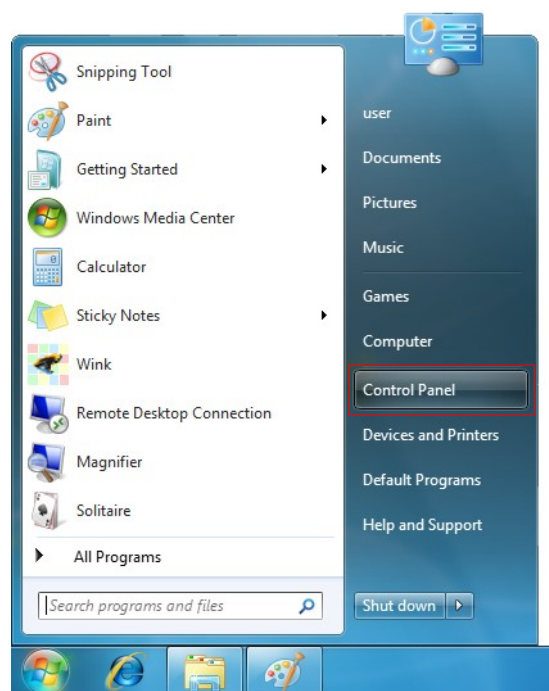 Snipping Tool
Paint
Getting Started
Windows Media Center
Calculator
Sticky Notes
Wink
Remote Desktop Connection
Magnifier
Solitaire
All Programs
Search programs and files
user
Documents
Pictures
Music
Games
Computer
Control Panel
Devices and Printers
Default Programs
Help and Support
Shut down